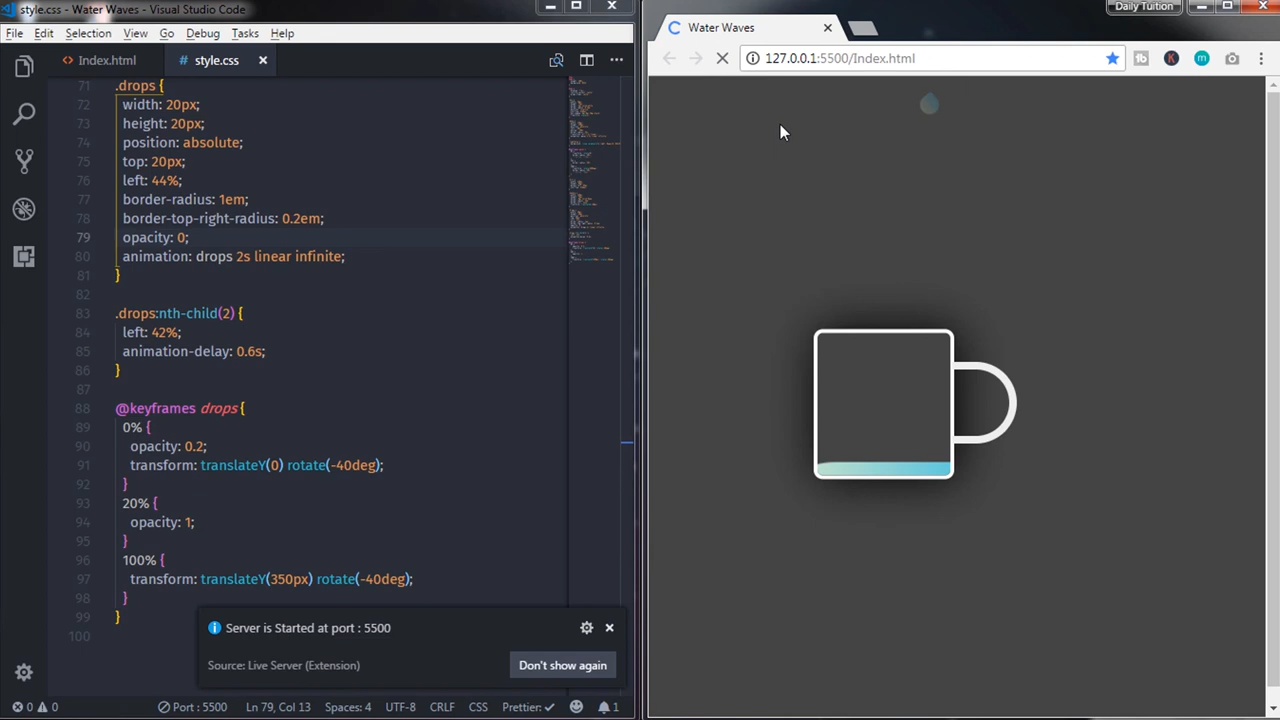 style.css - Water Waves - Visual Studio Code
File Edit Selection View Go Debug Tasks Help
Index.html
style.css
71 .drops {
72 width: 20px;
73 height: 20px;
74 position: absolute;
75 top: 20px;
76 left: 44%;
77 border-radius: 1em;
78 border-top-right-radius: 0.2em;
79 opacity: 0;
80 animation: drops 2s linear infinite;
81 }
82
83 .drops:nth-child(2) {
84 left: 42%;
85 animation-delay: 0.6s;
86 }
87
88 @keyframes drops {
89 0% {
90 opacity: 0.2;
91 transform: translateY(0) rotate(-40deg);
92 }
93 20% {
94 opacity: 1;
95 }
96 100% {
97 transform: translateY(350px) rotate(-40deg);
98 }
99 }
100
Server is Started at port : 5500
Source: Live Server (Extension)
Don't show again
0 0 Port : 5500 Ln 79, Col 13 Spaces: 4 UTF-8 CRLF CSS Prettier: ✓ 1
Daily Tuition
Water Waves
127.0.0.1:5500/Index.html